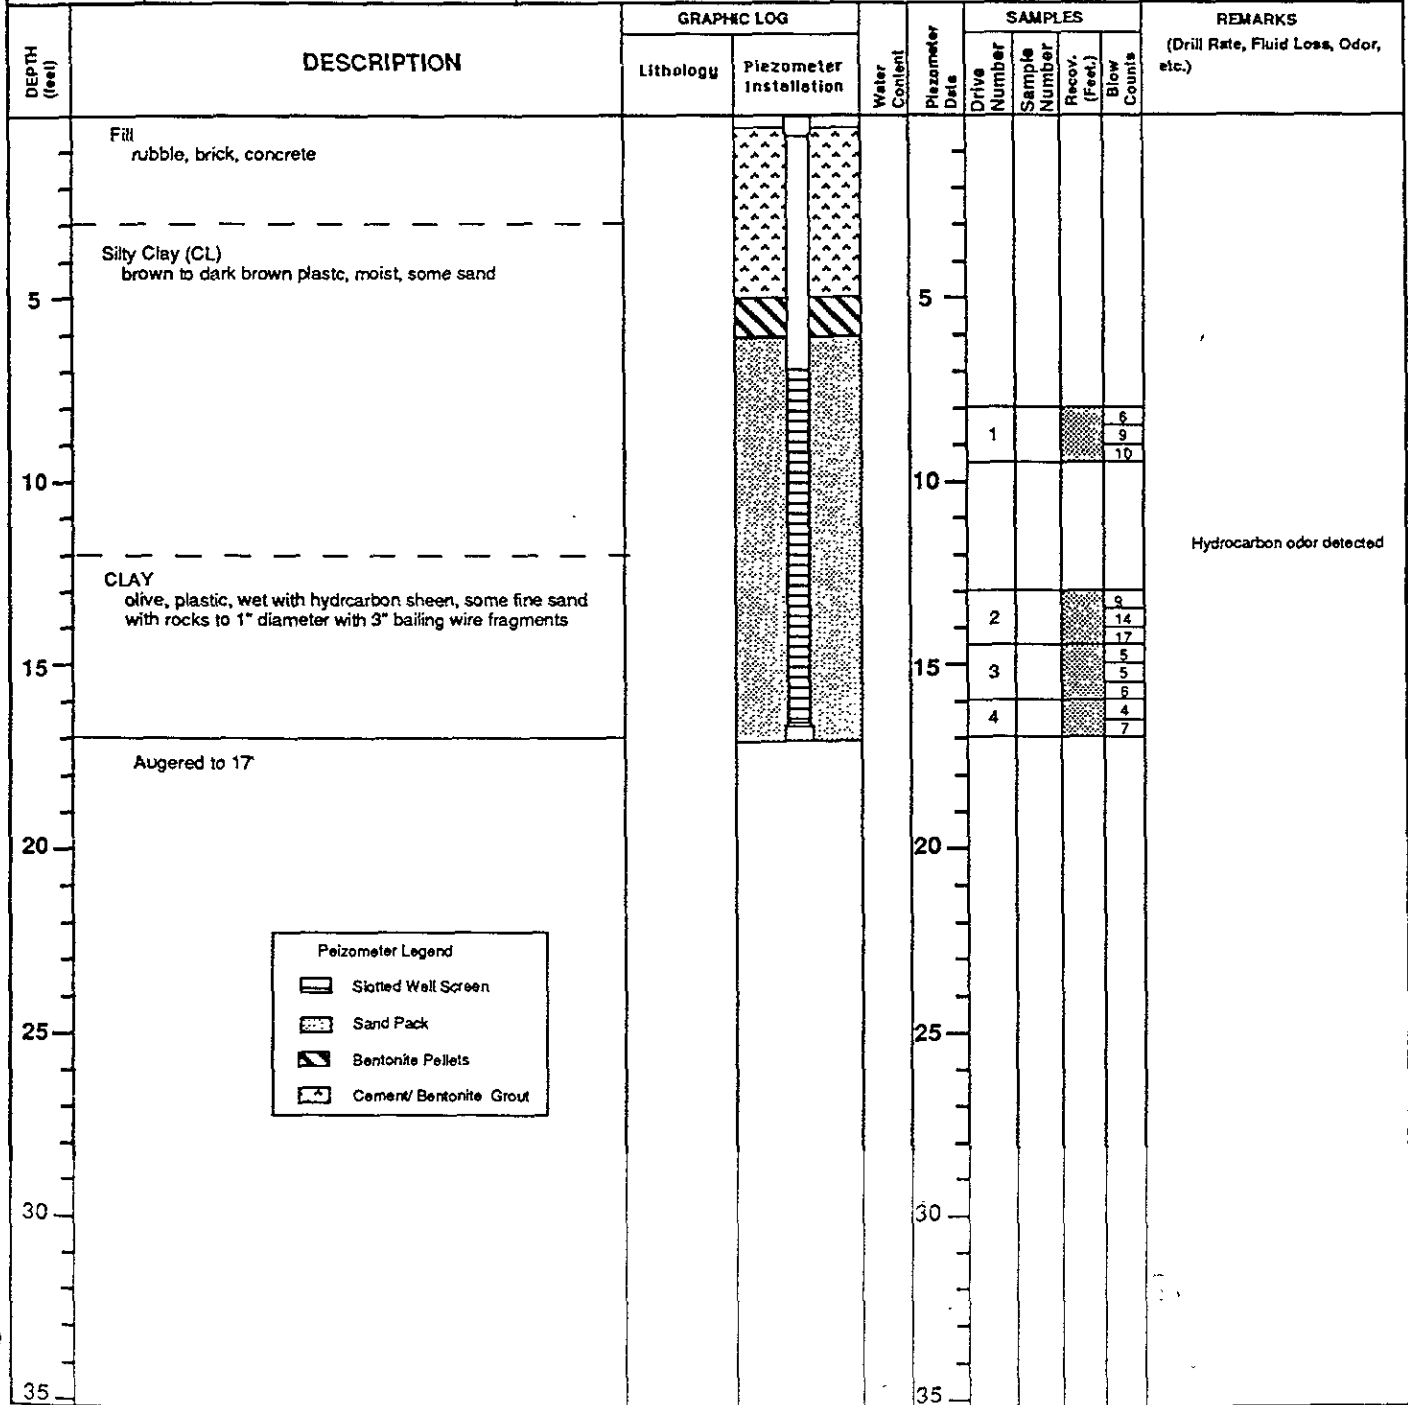 GRAPHIC LOG
SAMPLES
REMARKS
(Drill Rate, Fluid Loss, Odor,
etc.)
DEPTH
(feet)
DESCRIPTION
Lithology
Piezometer
Installation
Water
Content
Piezometer
Date
Drive
Number
Sample
Number
Recov.
(Feet.)
Blow
Counts
Fill
rubble, brick, concrete
Silty Clay (CL)
brown to dark brown plastc, moist, some sand
5
5
6
1
9
10
10
10
Hydrocarbon odor detected
CLAY
olive, plastic, wet with hydrcarbon sheen, some fine sand
with rocks to 1" diameter with 3" bailing wire fragments
9
2
14
17
15
15
5
3
5
6
4
4
7
Augered to 17'
20
20
Peizometer Legend
Slotted Well Screen
Sand Pack
Bentonite Pellets
Cement/ Bentonite Grout
25
25
30
30
35
35